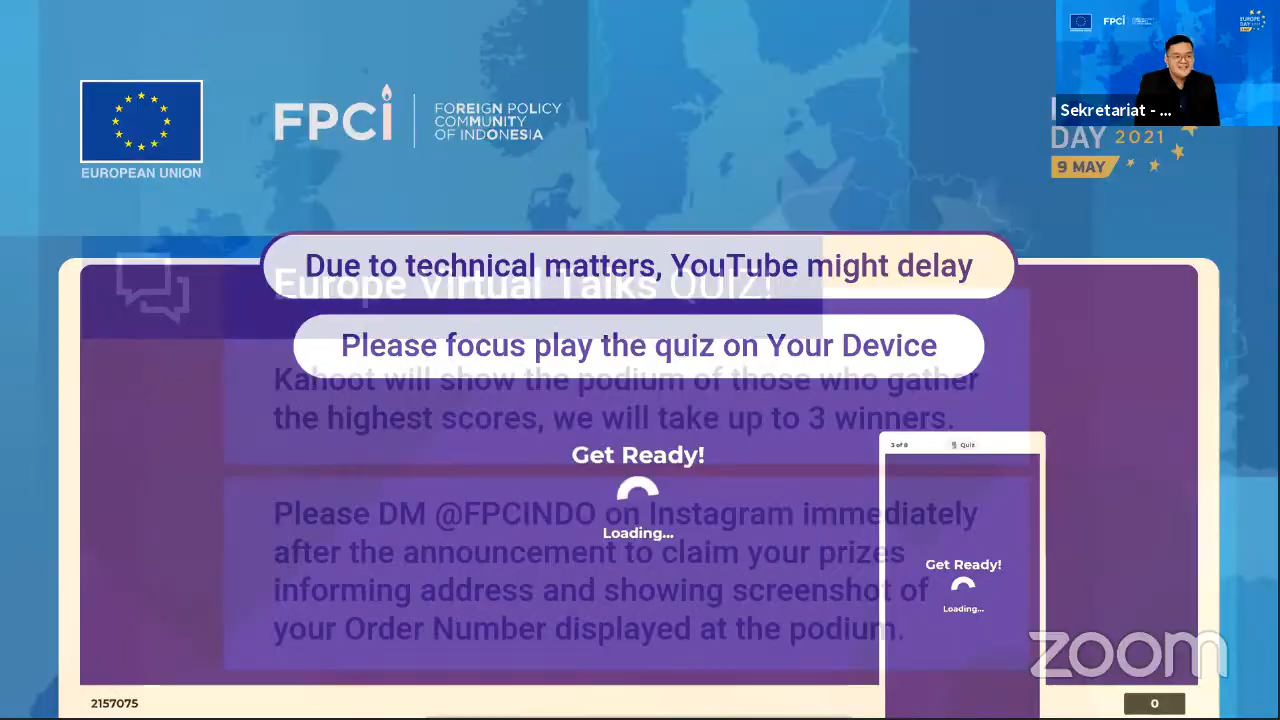 EUROPEAN UNION
FPCi
FOREIGN POLICY
COMMUNITY
OF INDONESIA
FPCi
EUROPE
DAY 2021
Sekretariat - ...
DAY 2021
9 MAY
Due to technical matters, YouTube might delay
Europe Virtual Talks QUIZ!
Please focus play the quiz on Your Device
Kahoot will show the podium of those who gather
the highest scores, we will take up to 3 winners.
Get Ready!
Loading...
3 of 8
Quiz
Please DM @FPCINDO on Instagram immediately
after the announcement to claim your prizes
informing address and showing screenshot of
your Order Number displayed at the podium.
Get Ready!
Loading...
zoom
2157075
0